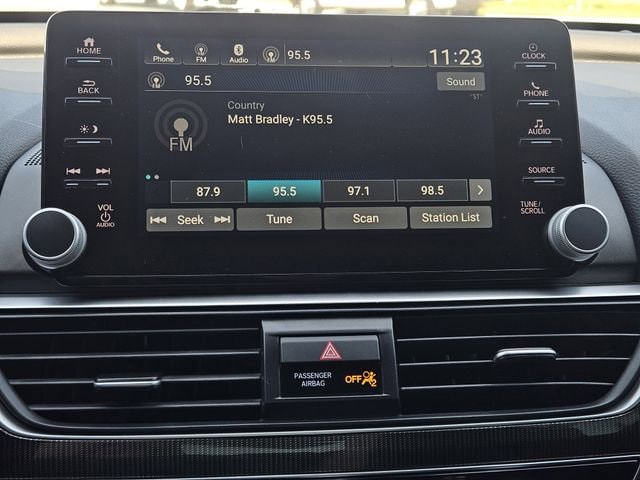 HOME
BACK
VOL
AUDIO
Phone FM Audio 95.5 11:23
95.5 Sound
"ST"
Country
Matt Bradley - K95.5
FM
87.9 95.5 97.1 98.5
Seek Tune Scan Station List
CLOCK
PHONE
AUDIO
SOURCE
TUNE/
SCROLL
PASSENGER
AIRBAG
OFF 2